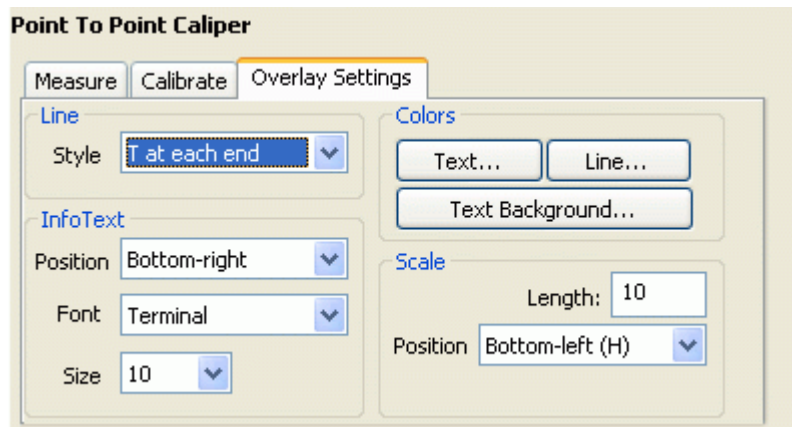 Point To Point Caliper
Measure Calibrate Overlay Settings
Line
Style T at each end
InfoText
Position Bottom-right
Font Terminal
Size 10
Colors
Text... Line...
Text Background...
Scale
Length: 10
Position Bottom-left (H)